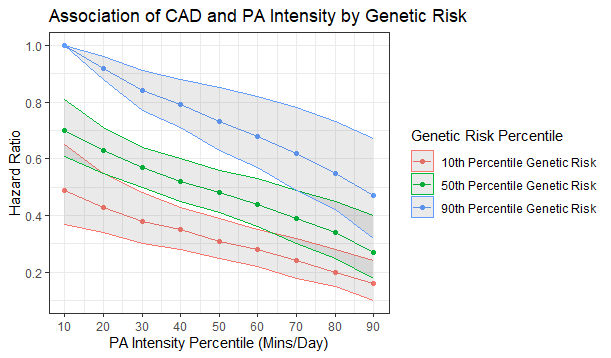 Association of CAD and PA Intensity by Genetic Risk
1.0
0.8
0.6
0.4
0.2
Hazzard Ratio
10 20 30 40 50 60 70 80 90
PA Intensity Percentile (Mins/Day)
Genetic Risk Percentile
10th Percentile Genetic Risk
50th Percentile Genetic Risk
90th Percentile Genetic Risk